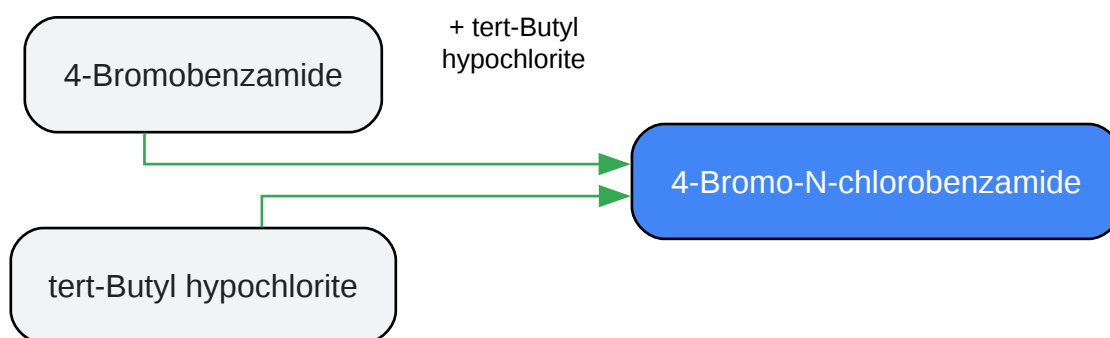 + tert-Butyl
hypochlorite
4-Bromobenzamide
4-Bromo-N-chlorobenzamide
tert-Butyl hypochlorite